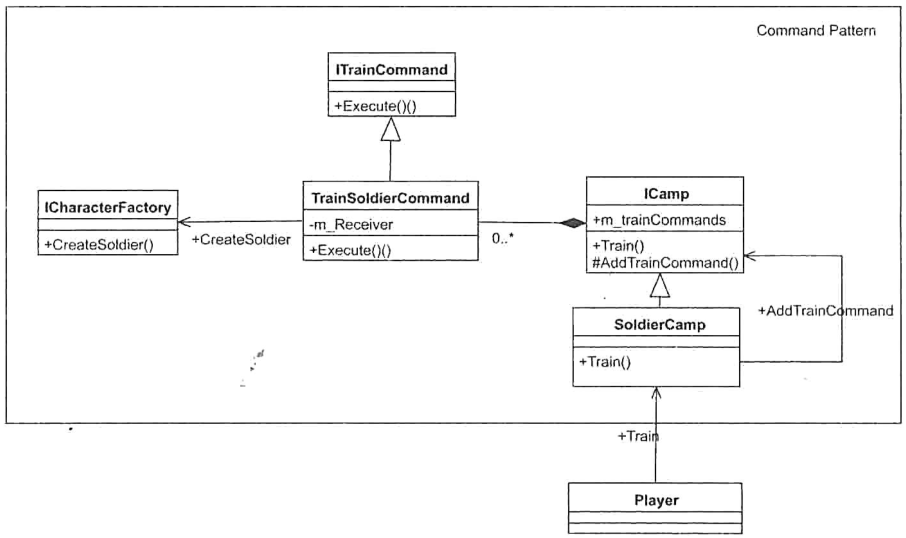 Command Pattern
ITrainCommand
+Execute()()
ICharacterFactory
+CreateSoldier()
+CreateSoldier
TrainSoldierCommand
-m_Receiver
+Execute()()
0..*
ICamp
+m_trainCommands
+Train()
#AddTrainCommand()
+AddTrainCommand
SoldierCamp
+Train()
+Train
Player